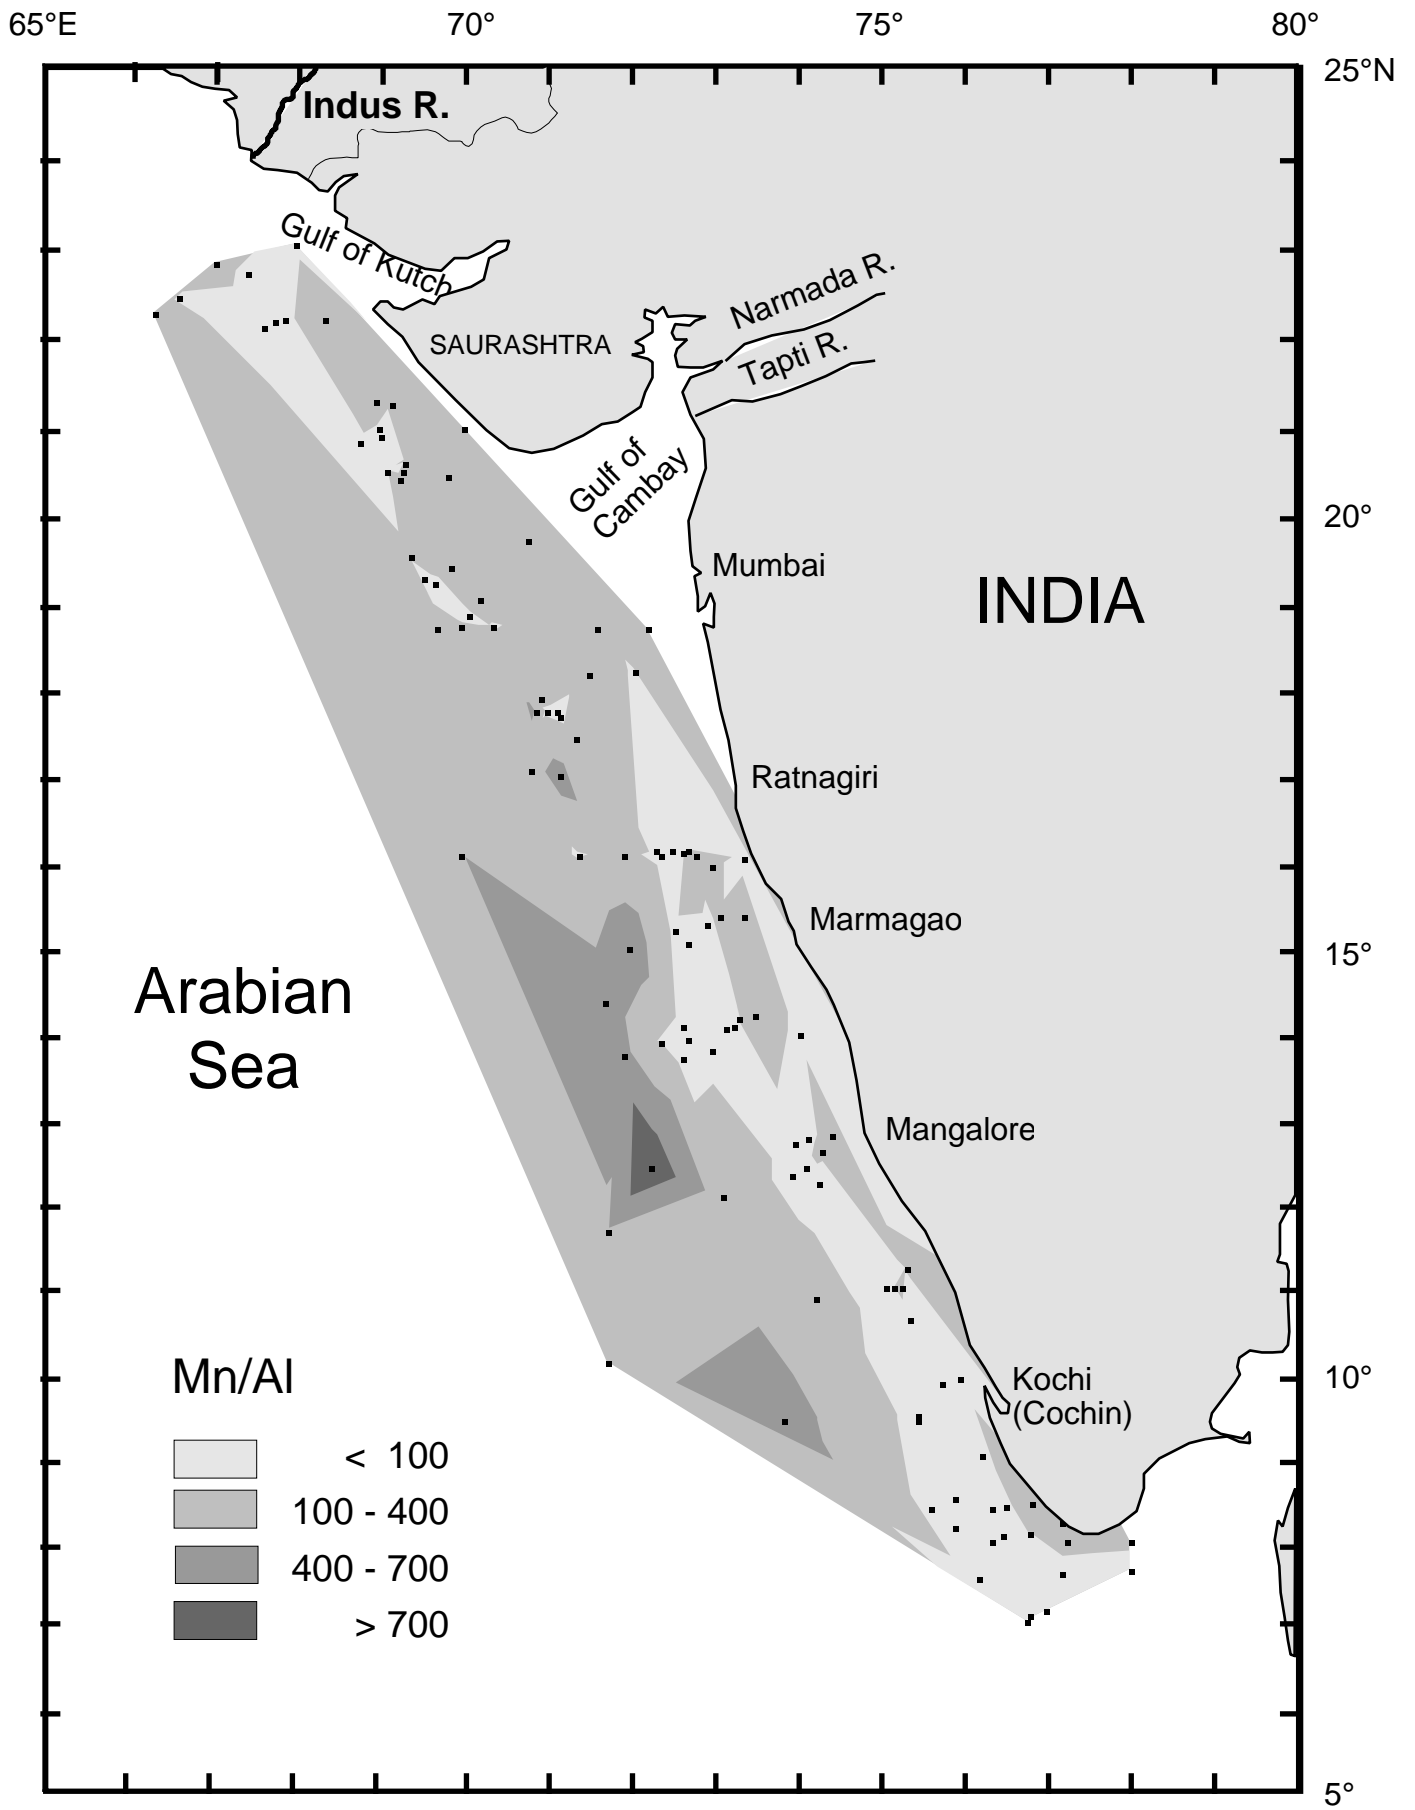 65°E
70°
75°
80°
25°N
Indus R.
Gulf of Kutch
Narmada R.
SAURASHTRA
Tapti R.
Gulf of
Cambay
20°
Mumbai
INDIA
Ratnagiri
Marmagao
15°
Arabian
Sea
Mangalore
Mn/Al
10°
Kochi
(Cochin)
< 100
100 - 400
400 - 700
> 700
5°